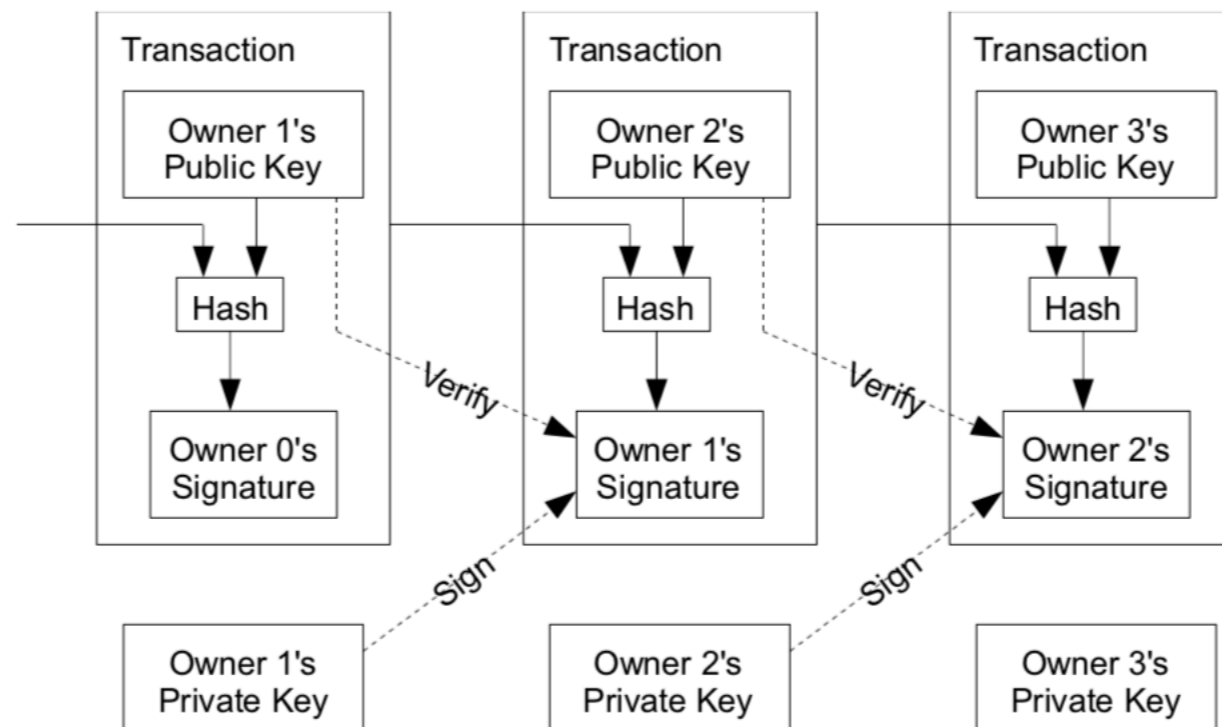 Transaction
Owner 1's
Public Key
Hash
Owner 0's
Signature
Transaction
Owner 2's
Public Key
Hash
Verify
Owner 1's
Signature
Transaction
Owner 3's
Public Key
Hash
Verify
Owner 2's
Signature
Sign
Sign
Owner 1's
Private Key
Owner 2's
Private Key
Owner 3's
Private Key